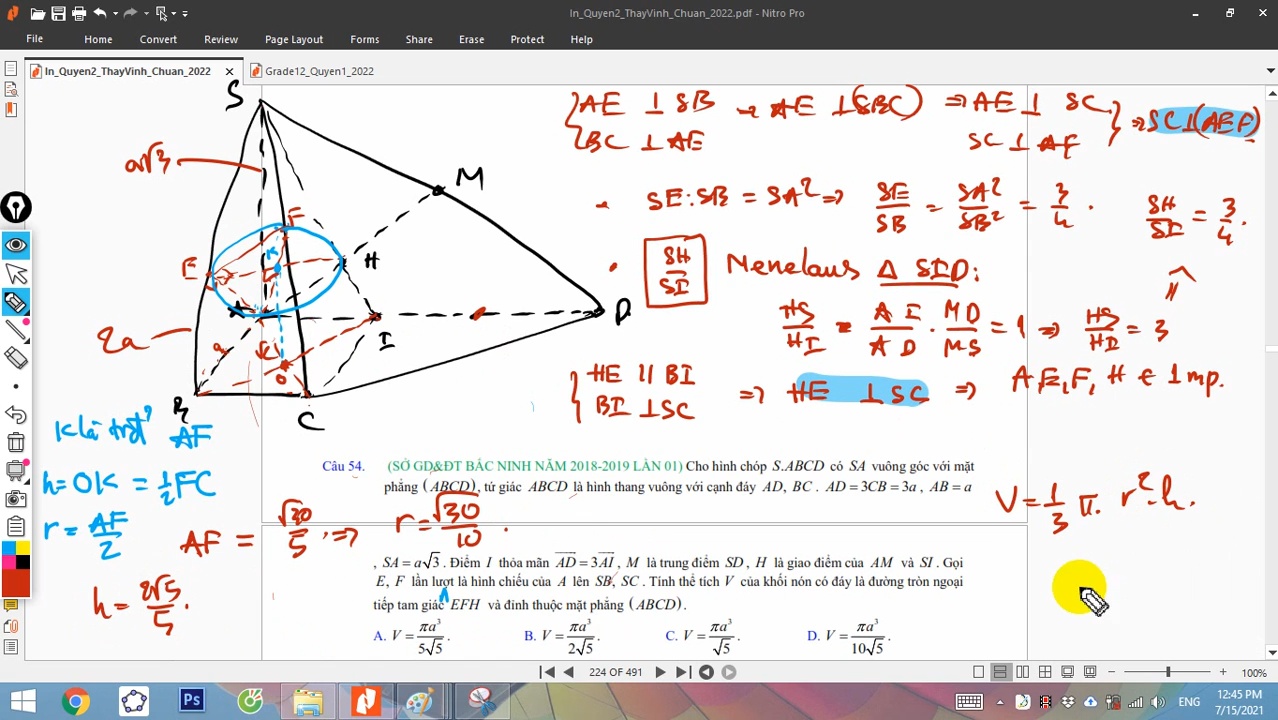 In_Quyen2_ThayVinh_Chuan_2022.pdf - Nitro Pro
File Home Convert Review Page Layout Forms Share Erase Protect Help
In_Quyen2_ThayVinh_Chuan_2022 Grade12_Quyen1_2022
S
a√3
M
F
E
K
H
A
D
I
2a
a
O
B
C
K là trđ AF
h = OK = 1/2 FC
r = AF/2
AF = √30/5 ⇒ r = √30/10.
h =
AE ⊥ SB → AE ⊥ (SBC) ⇒ AE ⊥ SC
BC ⊥ AE SC ⊥ AF
⇒ SC ⊥ (AEF)
• SE.SB = SA² ⇒ SE/SB = SA²/SB² = 3/4.
SH/SI = 3/4.
• SH/SI Menelaus Δ SID:
HS/HI = AI/AD . MD/MS = 1 ⇒ HS/HI = 3
HE // BI
BI ⊥ SC
⇒ HE ⊥ SC ⇒ A,E,F,H ∈ 1 mp.
V = 1/3 π. r².h.
Câu 54. (SỞ GD&ĐT BẮC NINH NĂM 2018-2019 LẦN 01) Cho hình chóp S.ABCD có SA vuông góc với mặt
phẳng (ABCD), tứ giác ABCD là hình thang vuông với cạnh đáy AD, BC . AD = 3CB = 3a , AB = a
, SA = a√3 . Điểm I thỏa mãn AD = 3AI , M là trung điểm SD , H là giao điểm của AM và SI . Gọi
E, F lần lượt là hình chiếu của A lên SB, SC . Tính thể tích V của khối nón có đáy là đường tròn ngoại
tiếp tam giác EFH và đỉnh thuộc mặt phẳng (ABCD).
A. V = πa³/5√5 . B. V = πa³/2√5 . C. V = πa³/√5 . D. V = πa³/10√5 .
224 OF 491
100%
Ps
ENG
12:45 PM
7/15/2021